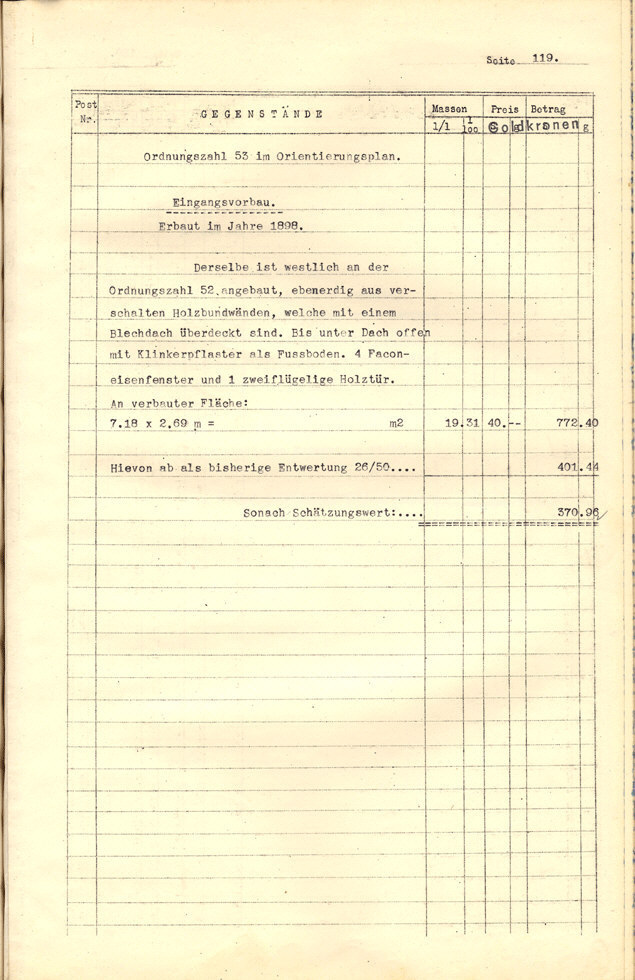 Seite 119.
Post Nr. GEGENSTÄNDE Massen 1/1 1/100 Preis Betrag Goldkronen g
Ordnungszahl 53 im Orientierungsplan.
Eingangsvorbau.
Erbaut im Jahre 1898.
Derselbe ist westlich an der
Ordnungszahl 52 angebaut, ebenerdig aus ver-
schalten Holzbundwänden, welche mit einem
Blechdach überdeckt sind. Bis unter Dach offen
mit Klinkerpflaster als Fussboden. 4 Facon-
eisenfenster und 1 zweiflügelige Holztür.
An verbauter Fläche:
7.18 x 2.69 m = m2 19.31 40.-- 772.40
Hievon ab als bisherige Entwertung 26/50.... 401.44
Sonach Schätzungswert:.... 370.96